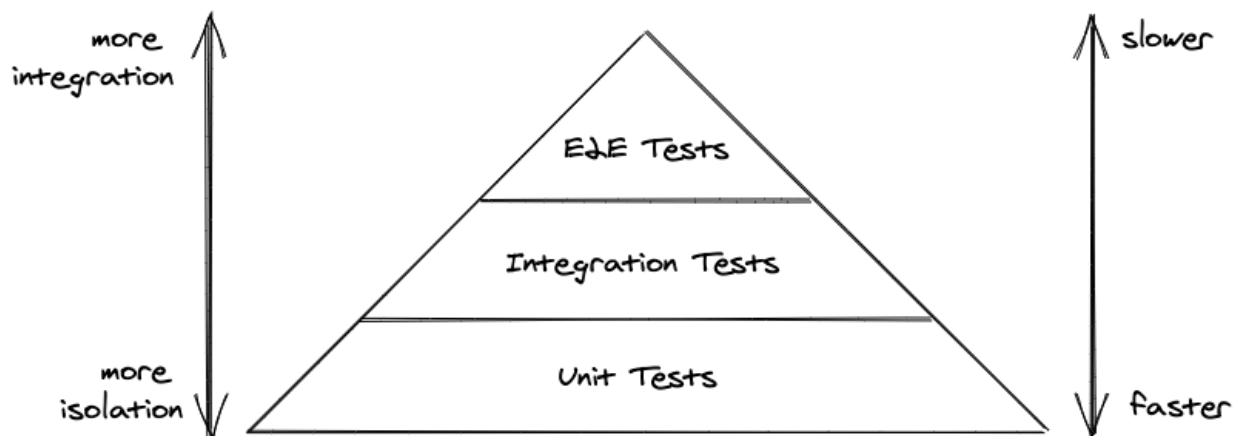 more
integration
slower
E2E Tests
Integration Tests
Unit Tests
more
isolation
faster